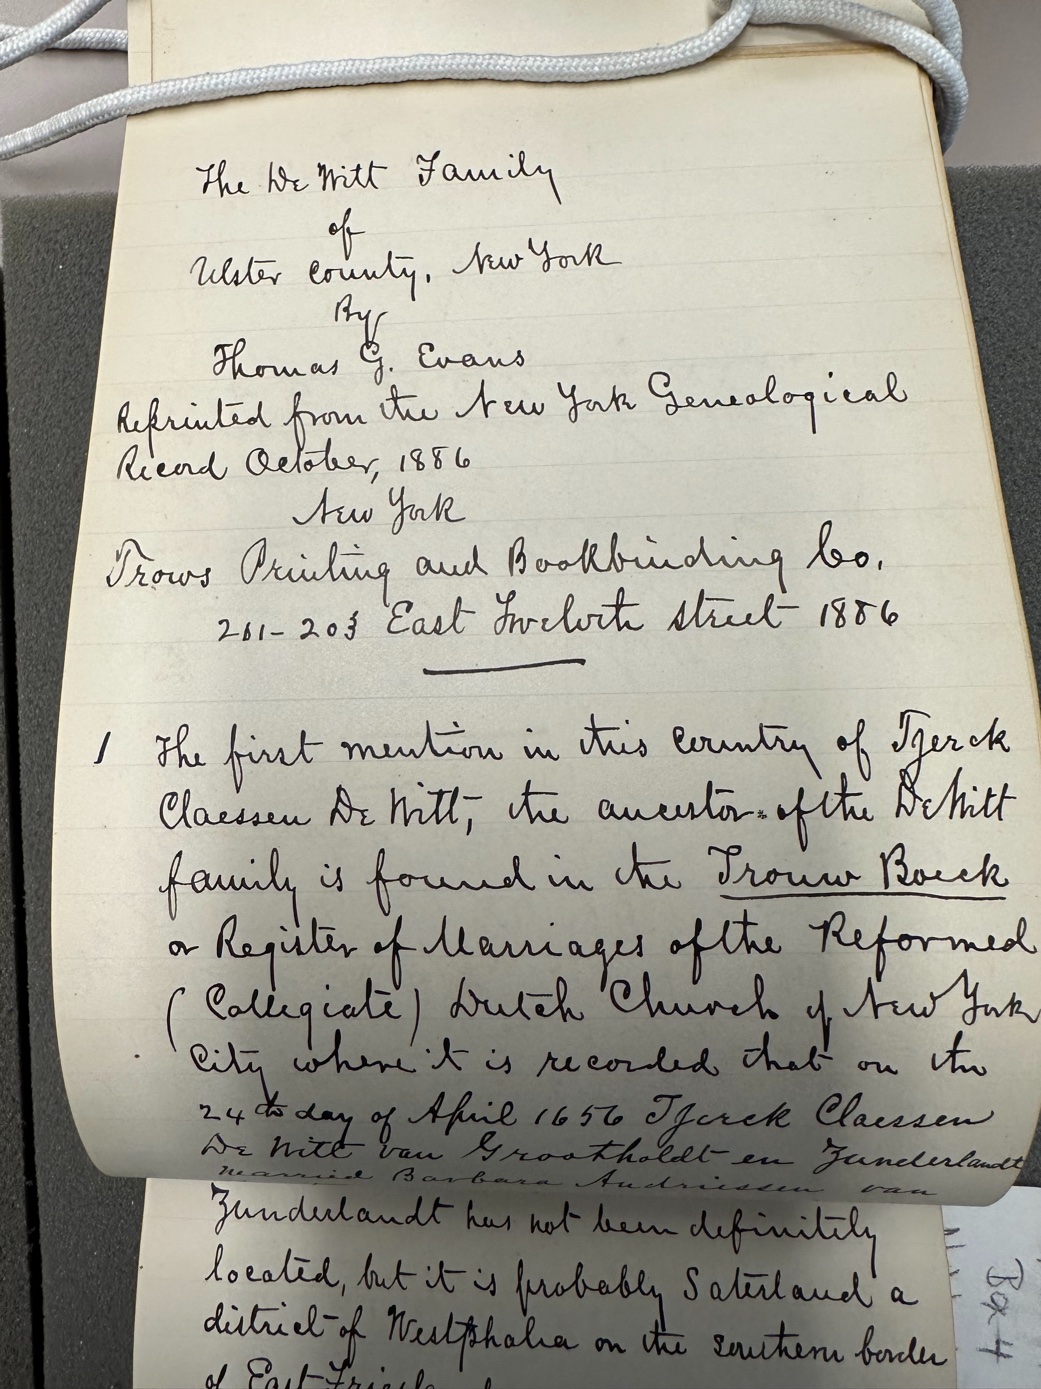 The De Witt Family
of
Ulster County, New York
By
Thomas G. Evans
Reprinted from the New York Genealogical
Record October, 1886
New York
Trows Printing and Bookbinding Co.
201-203 East Twelveth street 1886
1 The first mention in this Country of Tjerck
Claessen De Witt, the ancestor of the DeWitt
family is found in the Trouw Boeck
or Register of Marriages of the Reformed
(Collegiate) Dutch Church of New York
City where it is recorded that on the
24th day of April 1656 Tjerck Claessen
De Witt van Grootholdt en Zunderlandt
married Barbara Andriessen van
Zunderlandt has not been definitely
located, but it is probably Saterland a
district of Westphalia on the southern border
of East
Box 4